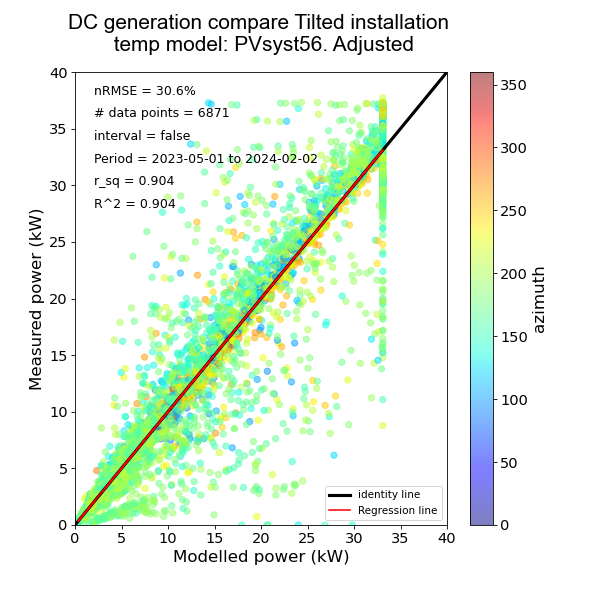 DC generation compare Tilted installation
temp model: PVsyst56. Adjusted
nRMSE = 30.6%
# data points = 6871
interval = false
Period = 2023-05-01 to 2024-02-02
r_sq = 0.904
R^2 = 0.904
40
35
30
25
20
15
10
5
0
Measured power (kW)
0 5 10 15 20 25 30 35 40
Modelled power (kW)
identity line
Regression line
350
300
250
200
150
100
50
0
azimuth